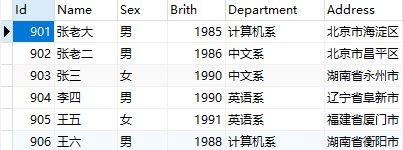 Id Name Sex Brith Department Address
901 张老大 男 1985 计算机系 北京市海淀区
902 张老二 男 1986 中文系 北京市昌平区
903 张三 女 1990 中文系 湖南省永州市
904 李四 男 1990 英语系 辽宁省阜新市
905 王五 女 1991 英语系 福建省厦门市
906 王六 男 1988 计算机系 湖南省衡阳市